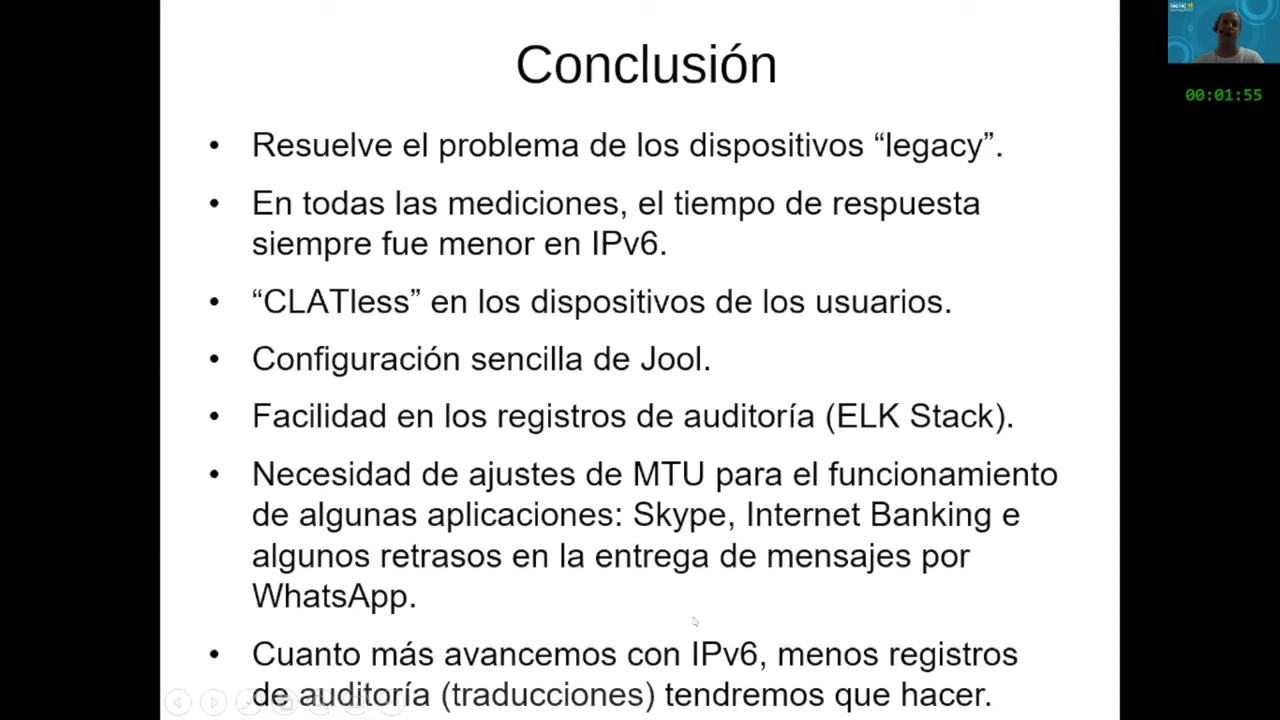 Conclusión
• Resuelve el problema de los dispositivos “legacy”.
• En todas las mediciones, el tiempo de respuesta
siempre fue menor en IPv6.
• “CLATless” en los dispositivos de los usuarios.
• Configuración sencilla de Jool.
• Facilidad en los registros de auditoría (ELK Stack).
• Necesidad de ajustes de MTU para el funcionamiento
de algunas aplicaciones: Skype, Internet Banking e
algunos retrasos en la entrega de mensajes por
WhatsApp.
• Cuanto más avancemos con IPv6, menos registros
de auditoría (traducciones) tendremos que hacer.
00:01:55